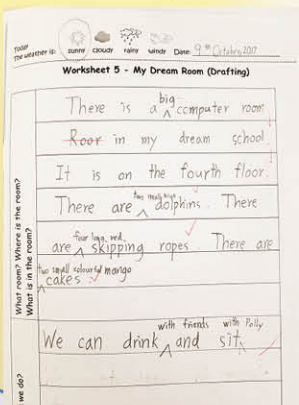 Today
The weather is:
sunny cloudy rainy windy Date: 9th October, 2017
Worksheet 5 - My Dream Room (Drafting)
What room? Where is the room?
What is in the room?
There is a big computer room
Roor in my dream school.
It is on the fourth floor.
There are two dolphins. There
are four long, red, skipping ropes. There are
two small coloured mango
cakes.
with friends with Polly
We can drink and sit
we do?